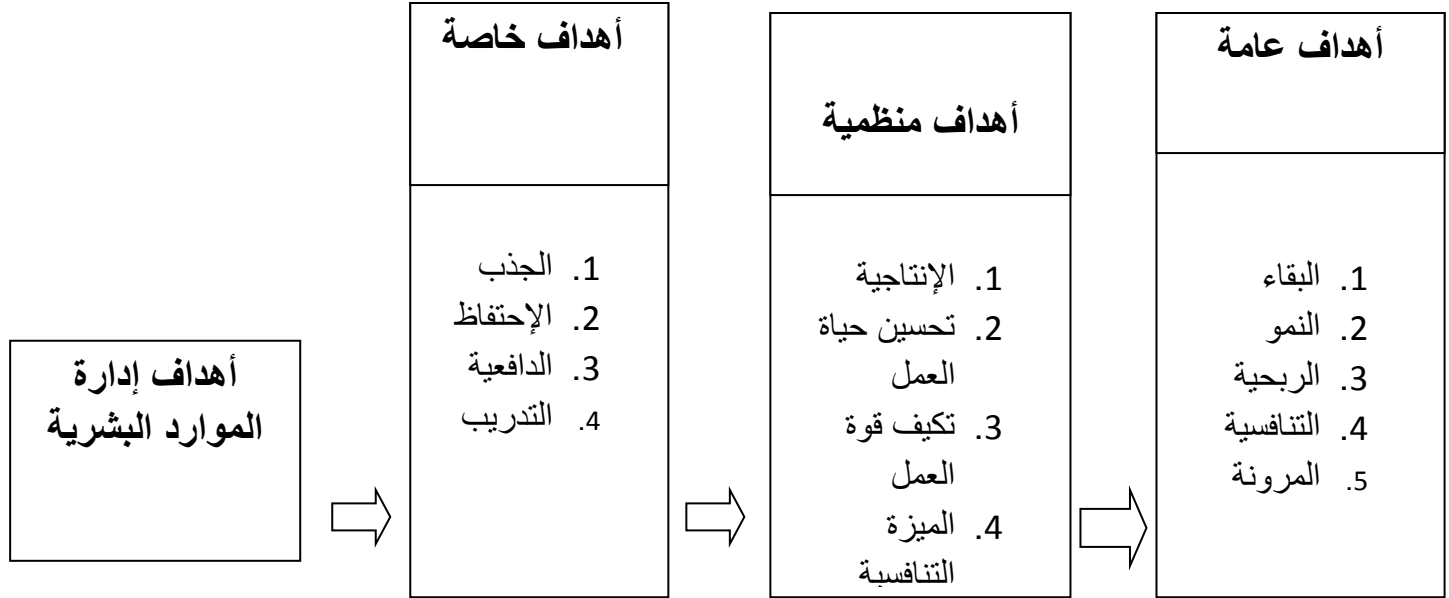 أهداف إدارة
الموارد البشرية
أهداف خاصة
1. الجذب
2. الإحتفاظ
3. الدافعية
4. التدريب
أهداف منظمية
1. الإنتاجية
2. تحسين حياة
العمل
3. تكيف قوة
العمل
4. الميزة
التنافسية
أهداف عامة
1. البقاء
2. النمو
3. الربحية
4. التنافسية
5. المرونة